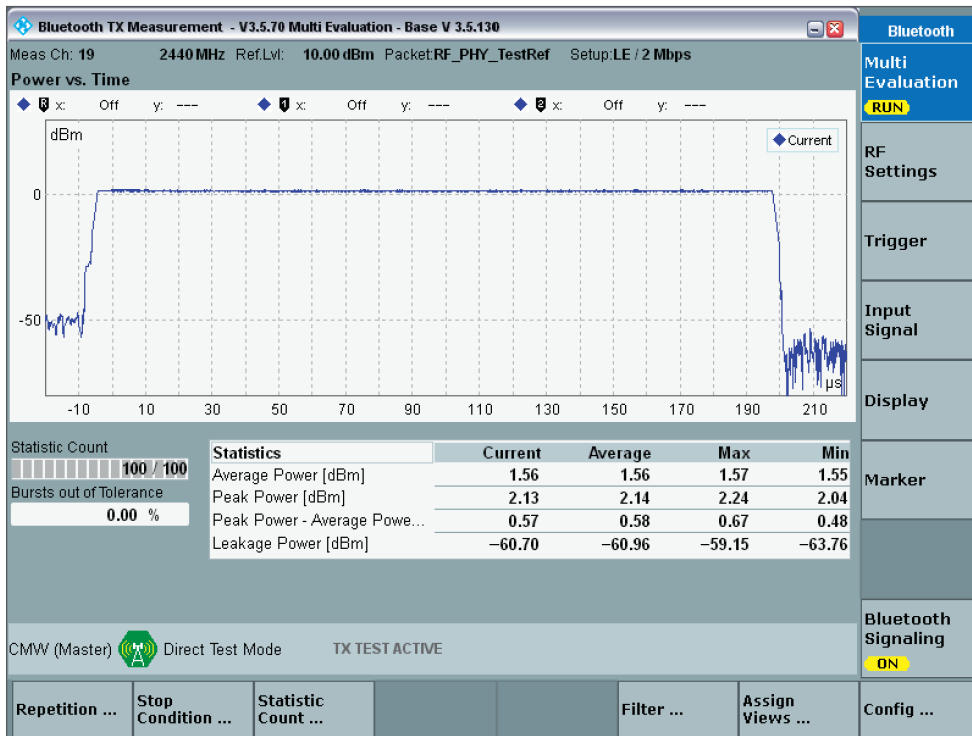 Bluetooth TX Measurement - V3.5.70 Multi Evaluation - Base V 3.5.130
Meas Ch: 19 2440 MHz Ref.Lvl: 10.00 dBm Packet:RF_PHY_TestRef Setup:LE / 2 Mbps
Power vs. Time
R x: Off y: --- 1 x: Off y: --- 2 x: Off y: ---
dBm
Current
0
-50
µs
-10 10 30 50 70 90 110 130 150 170 190 210
Statistic Count
100 / 100
Bursts out of Tolerance
0.00 %
Statistics Current Average Max Min
Average Power [dBm] 1.56 1.56 1.57 1.55
Peak Power [dBm] 2.13 2.14 2.24 2.04
Peak Power - Average Powe... 0.57 0.58 0.67 0.48
Leakage Power [dBm] −60.70 −60.96 −59.15 −63.76
CMW (Master) Direct Test Mode TX TEST ACTIVE
Bluetooth
Multi
Evaluation
RUN
RF
Settings
Trigger
Input
Signal
Display
Marker
Bluetooth
Signaling
ON
Repetition ...
Stop
Condition ...
Statistic
Count ...
Filter ...
Assign
Views ...
Config ...